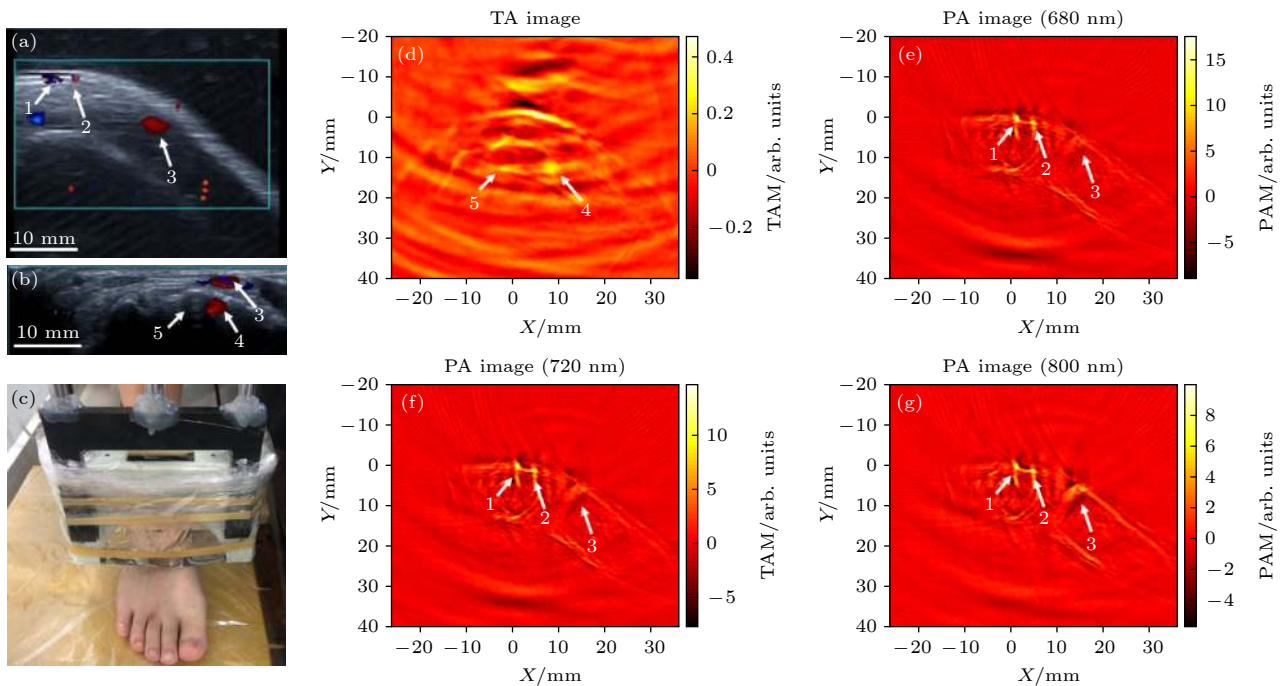 (a)
1
2
3
10 mm
(b)
5
3
4
10 mm
(c)
TA image
(d)
−20
−10
0
10
20
30
40
Y/mm
5
4
−20 −10 0 10 20 30
X/mm
0.4
0.2
0
−0.2
TAM/arb. units
PA image (680 nm)
(e)
−20
−10
0
10
20
30
40
Y/mm
1
2
3
−20 −10 0 10 20 30
X/mm
15
10
5
0
−5
PAM/arb. units
PA image (720 nm)
(f)
−20
−10
0
10
20
30
40
Y/mm
1
2
3
−20 −10 0 10 20 30
X/mm
10
5
0
−5
TAM/arb. units
PA image (800 nm)
(g)
−20
−10
0
10
20
30
40
Y/mm
1
2
3
−20 −10 0 10 20 30
X/mm
8
6
4
2
0
−2
−4
PAM/arb. units